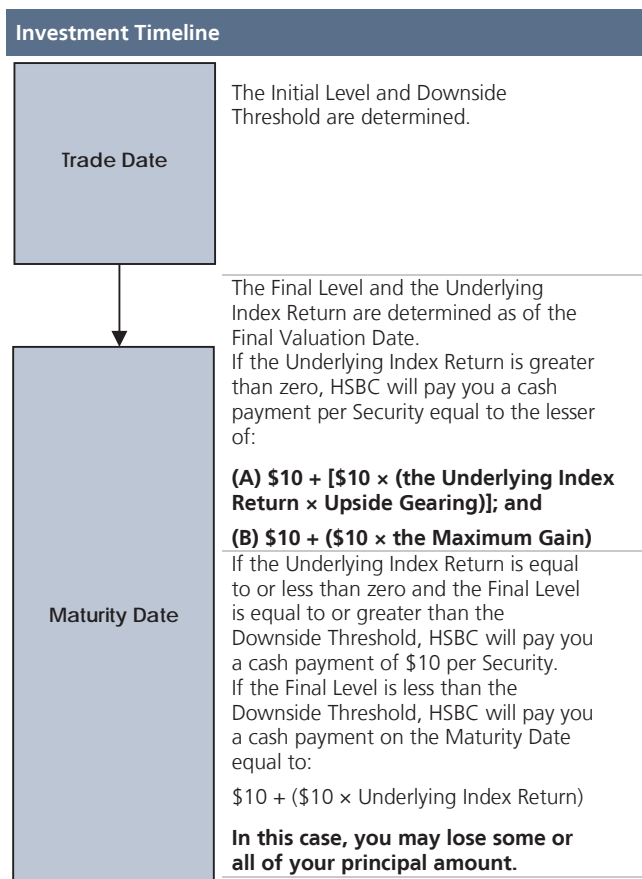 Investment Timeline
Trade Date
The Initial Level and Downside
Threshold are determined.
Maturity Date
The Final Level and the Underlying
Index Return are determined as of the
Final Valuation Date.
If the Underlying Index Return is greater
than zero, HSBC will pay you a cash
payment per Security equal to the lesser
of:
(A) $10 + [$10 × (the Underlying Index
Return × Upside Gearing)]; and
(B) $10 + ($10 × the Maximum Gain)
If the Underlying Index Return is equal
to or less than zero and the Final Level
is equal to or greater than the
Downside Threshold, HSBC will pay you
a cash payment of $10 per Security.
If the Final Level is less than the
Downside Threshold, HSBC will pay you
a cash payment on the Maturity Date
equal to:
$10 + ($10 × Underlying Index Return)
In this case, you may lose some or
all of your principal amount.